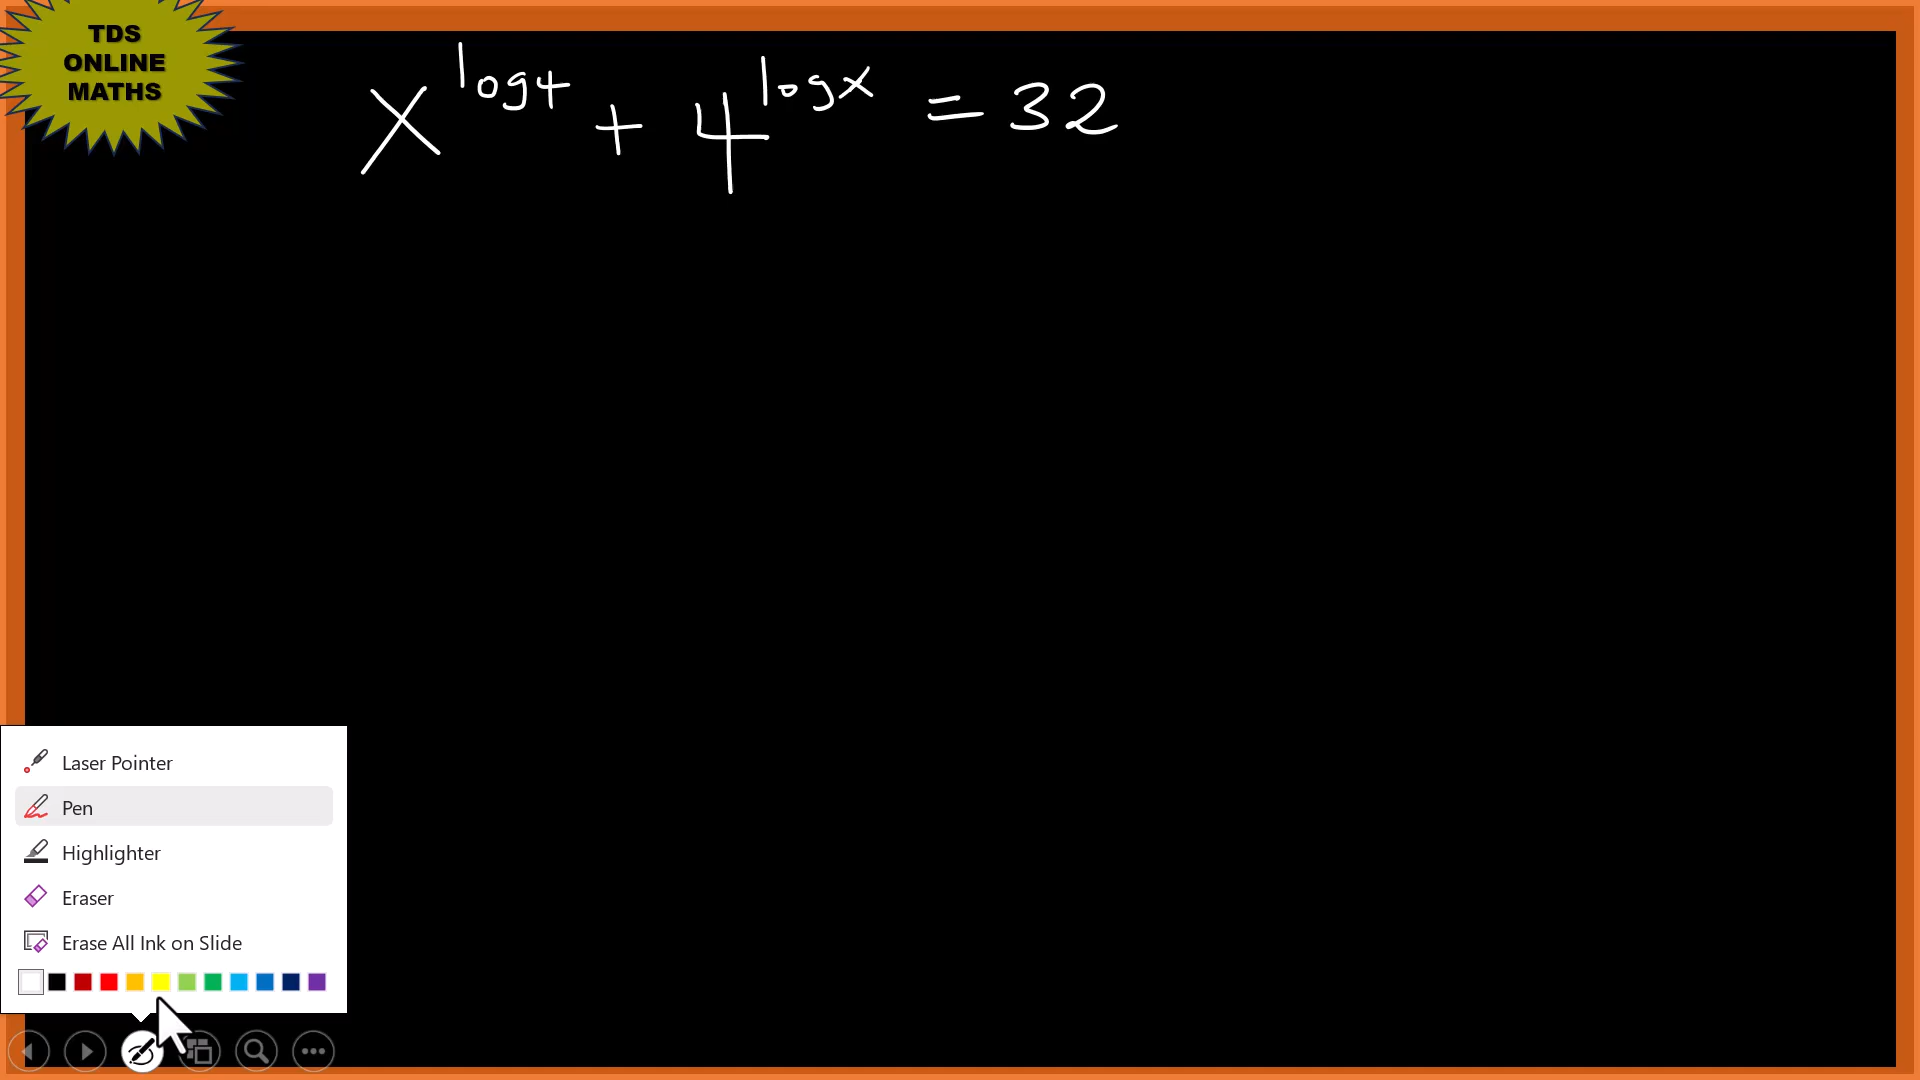 TDS
ONLINE
MATHS
x^log4 + 4^logx = 32
Laser Pointer
Pen
Highlighter
Eraser
Erase All Ink on Slide